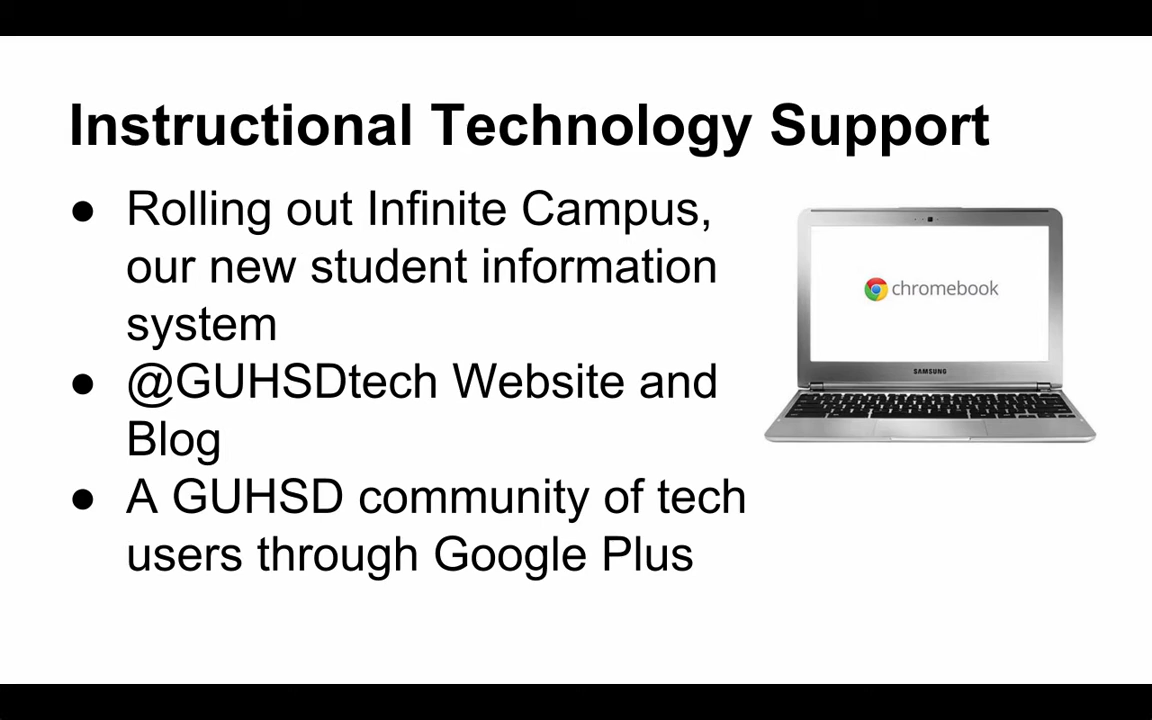 Instructional Technology Support
● Rolling out Infinite Campus,
our new student information
system
● @GUHSDtech Website and
Blog
● A GUHSD community of tech
users through Google Plus
chromebook
SAMSUNG